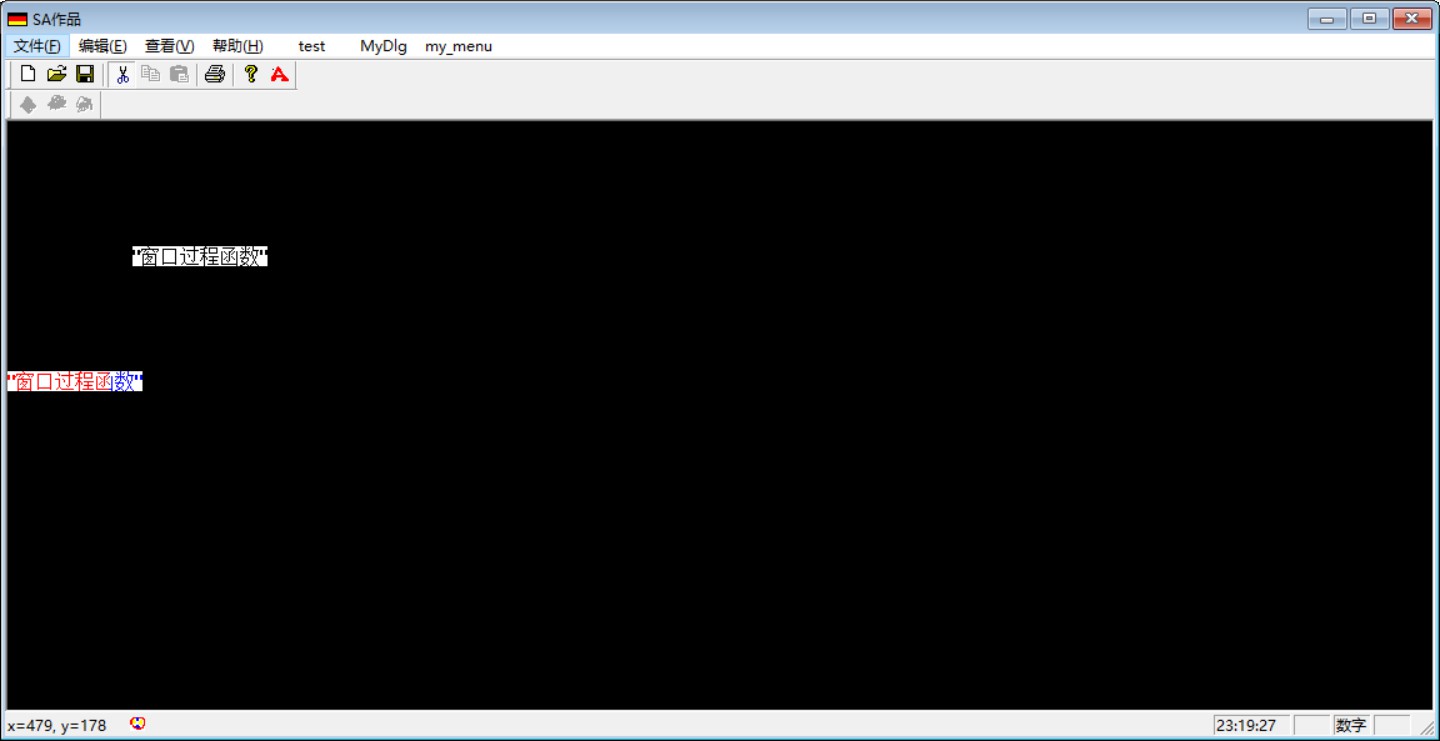 SA作品
文件(F) 编辑(E) 查看(V) 帮助(H) test MyDlg my_menu
"窗口过程函数"
"窗口过程函数"
x=479, y=178 23:19:27 数字